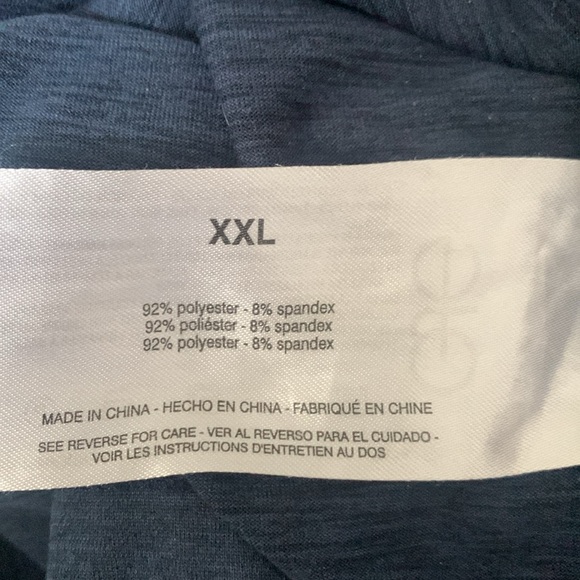 XXL
92% polyester - 8% spandex
92% poliéster - 8% spandex
92% polyester - 8% spandex
MADE IN CHINA - HECHO EN CHINA - FABRIQUÉ EN CHINE
SEE REVERSE FOR CARE - VER AL REVERSO PARA EL CUIDADO -
VOIR LES INSTRUCTIONS D'ENTRETIEN AU DOS